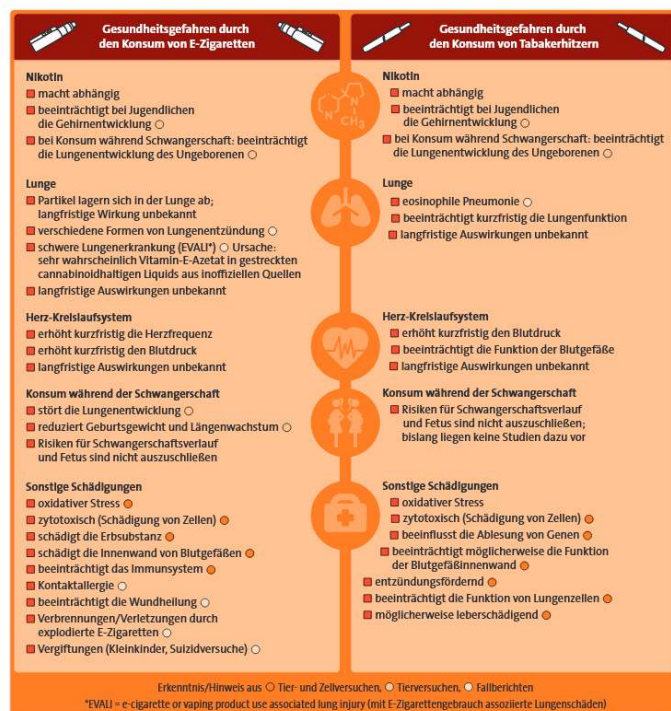 Gesundheitsgefahren durch
den Konsum von E-Zigaretten
Nikotin
macht abhängig
beeinträchtigt bei Jugendlichen
die Gehirnentwicklung
bei Konsum während Schwangerschaft: beeinträchtigt
die Lungenentwicklung des Ungeborenen
Lunge
Partikel lagern sich in der Lunge ab;
langfristige Wirkung unbekannt
verschiedene Formen von Lungenentzündung
schwere Lungenerkrankung (EVALI*) Ursache:
sehr wahrscheinlich Vitamin-E-Azetat in gestreckten
cannabinoidhaltigen Liquids aus inoffiziellen Quellen
langfristige Auswirkungen unbekannt
Herz-Kreislaufsystem
erhöht kurzfristig die Herzfrequenz
erhöht kurzfristig den Blutdruck
langfristige Auswirkungen unbekannt
Konsum während der Schwangerschaft
stört die Lungenentwicklung
reduziert Geburtsgewicht und Längenwachstum
Risiken für Schwangerschaftsverlauf
und Fetus sind nicht auszuschließen
Sonstige Schädigungen
oxidativer Stress
zytotoxisch (Schädigung von Zellen)
schädigt die Erbsubstanz
schädigt die Innenwand von Blutgefäßen
beeinträchtigt das Immunsystem
Kontaktallergie
beeinträchtigt die Wundheilung
Verbrennungen/Verletzungen durch
explodierte E-Zigaretten
Vergiftungen (Kleinkinder, Suizidversuche)
N
N
CH3
Gesundheitsgefahren durch
den Konsum von Tabakerhitzern
Nikotin
macht abhängig
beeinträchtigt bei Jugendlichen
die Gehirnentwicklung
bei Konsum während Schwangerschaft: beeinträchtigt
die Lungenentwicklung des Ungeborenen
Lunge
eosinophile Pneumonie
beeinträchtigt kurzfristig die Lungenfunktion
langfristige Auswirkungen unbekannt
Herz-Kreislaufsystem
erhöht kurzfristig den Blutdruck
beeinträchtigt die Funktion der Blutgefäße
langfristige Auswirkungen unbekannt
Konsum während der Schwangerschaft
Risiken für Schwangerschaftsverlauf
und Fetus sind nicht auszuschließen;
bislang liegen keine Studien dazu vor
Sonstige Schädigungen
oxidativer Stress
zytotoxisch (Schädigung von Zellen)
beeinflusst die Ablesung von Genen
beeinträchtigt möglicherweise die Funktion
der Blutgefäßinnenwand
entzündungsfördernd
beeinträchtigt die Funktion von Lungenzellen
möglicherweise leberschädigend
Erkenntnis/Hinweis aus Tier- und Zellversuchen, Tierversuchen, Fallberichten
*EVALI = e-cigarette or vaping product use associated lung injury (mit E-Zigarettengebrauch assoziierte Lungenschäden)